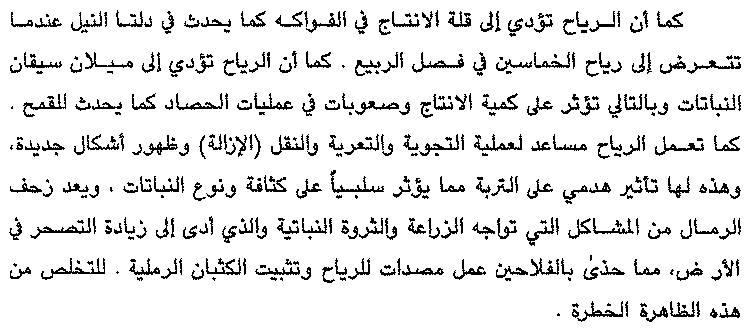 كما أن الرياح تؤدي إلى قلة الانتاج في الفواكه كما يحدث في دلتا النيل عندما
تتعرض إلى رياح الخماسين في فصل الربيع . كما أن الرياح تؤدي إلى ميلان سيقان
النباتات وبالتالي تؤثر على كمية الانتاج وصعوبات في عمليات الحصاد كما يحدث للقمح .
كما تعمل الرياح مساعد لعملية التجوية والتعرية والنقل (الإزالة) وظهور أشكال جديدة،
وهذه لها تأثير هدمي على التربة مما يؤثر سلبياً على كثافة ونوع النباتات ، ويعد زحف
الرمال من المشاكل التي تواجه الزراعة والثروة النباتية والذي أدى إلى زيادة التصحر في
الأر ض، مما حذىٰ بالفلاحين عمل مصدات للرياح وتثبيت الكثبان الرملية . للتخلص من
هذه الظاهرة الخطرة .